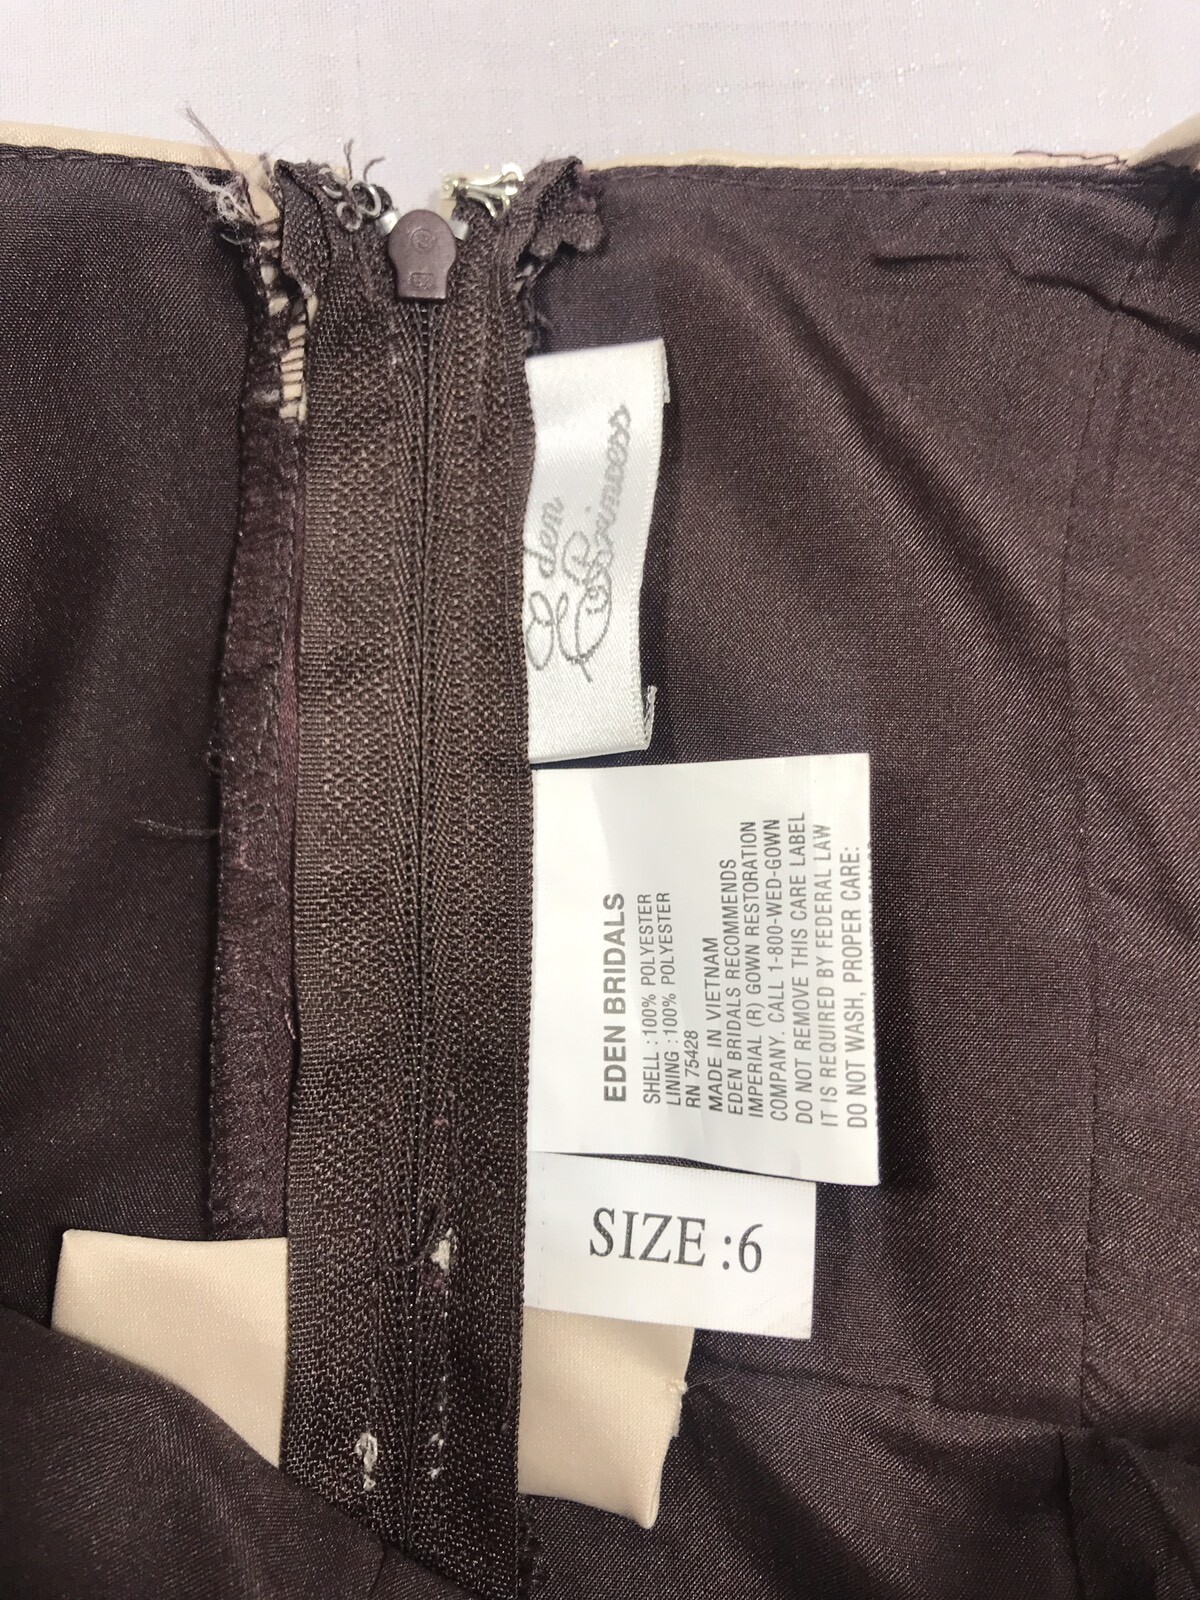 Eden
Princess
EDEN BRIDALS
SHELL :100% POLYESTER
LINING :100% POLYESTER
RN 75428
MADE IN VIETNAM
EDEN BRIDALS RECOMMENDS
IMPERIAL (R) GOWN RESTORATION
COMPANY. CALL 1-800-WED-GOWN
DO NOT REMOVE THIS CARE LABEL
IT IS REQUIRED BY FEDERAL LAW
DO NOT WASH, PROPER CARE:
SIZE :6